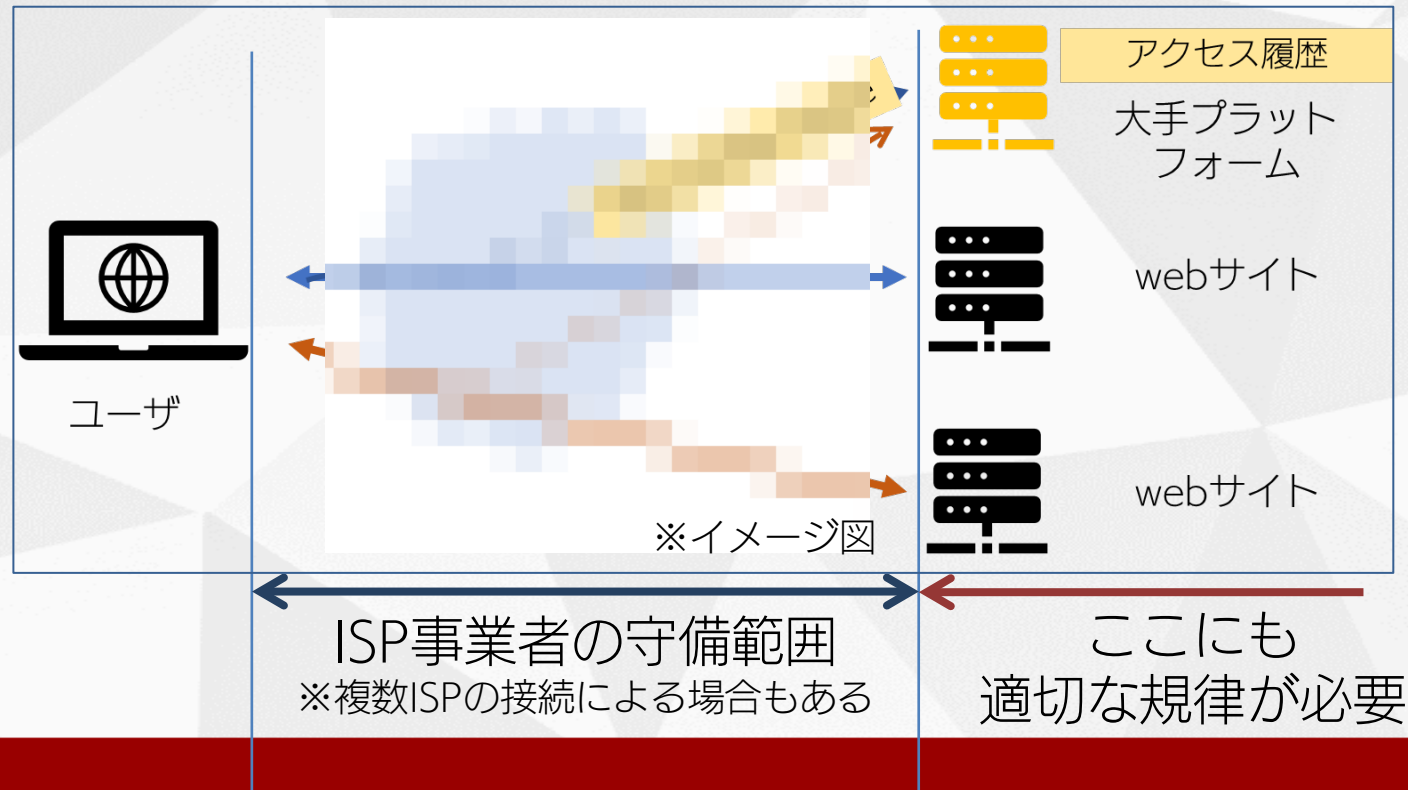 アクセス履歴
大手プラット
フォーム
webサイト
ユーザ
webサイト
※イメージ図
ISP事業者の守備範囲
※複数ISPの接続による場合もある
ここにも
適切な規律が必要